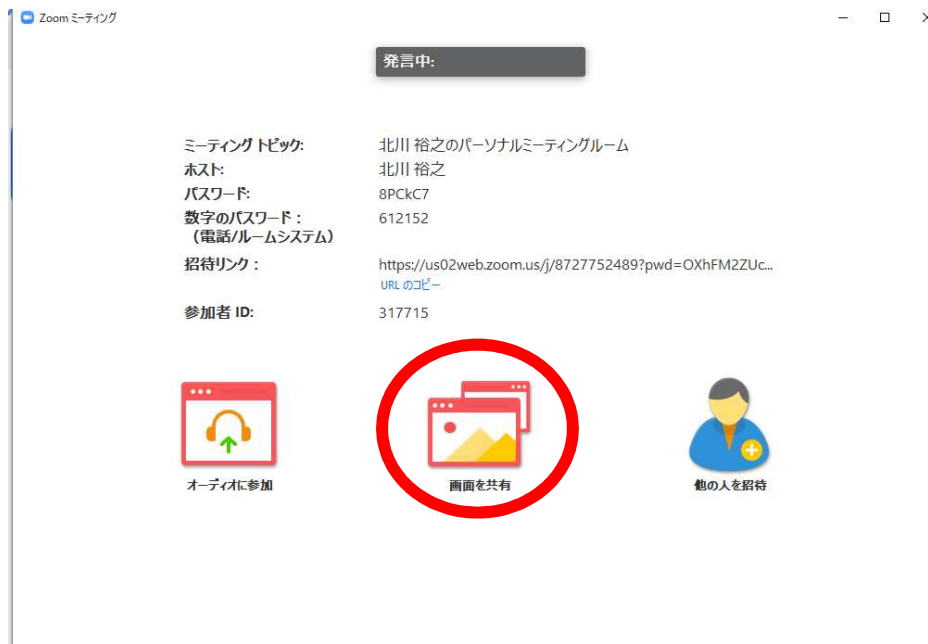 Zoom ミーティング
発言中:
ミーティング トピック: 北川 裕之のパーソナルミーティングルーム
ホスト: 北川 裕之
パスワード: 8PCkC7
数字のパスワード： 612152
（電話/ルームシステム）
招待リンク： https://us02web.zoom.us/j/8727752489?pwd=OXhFM2ZUc...
URL のコピー
参加者 ID: 317715
オーディオに参加 画面を共有 他の人を招待